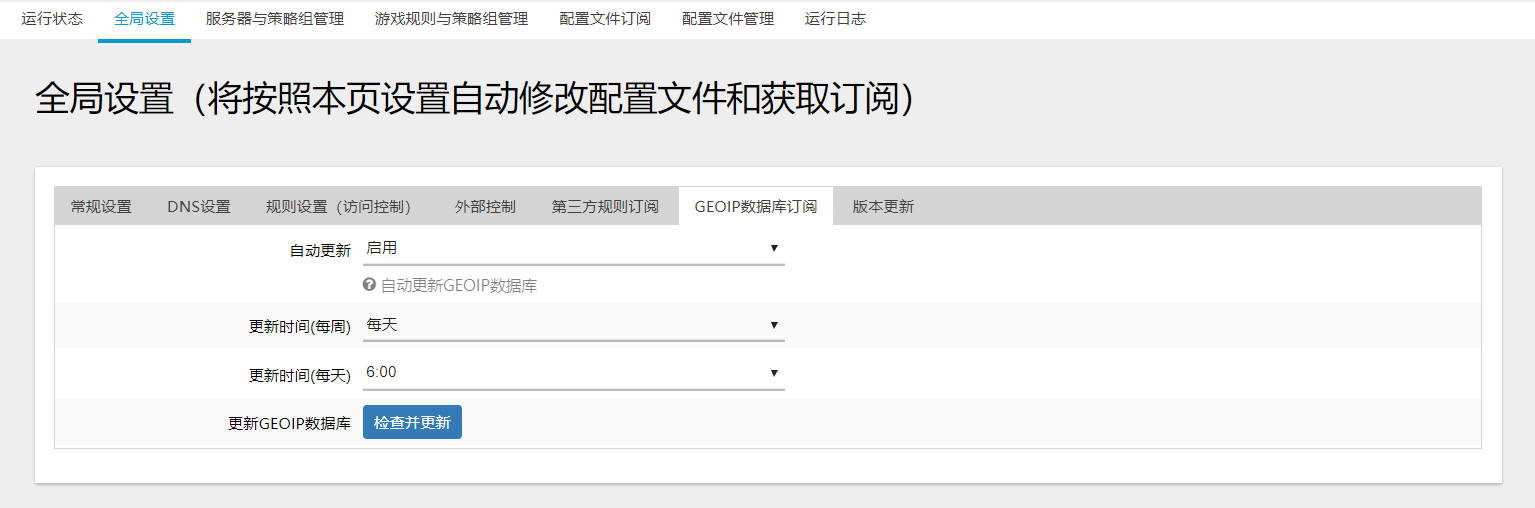 运行状态 全局设置 服务器与策略组管理 游戏规则与策略组管理 配置文件订阅 配置文件管理 运行日志
全局设置（将按照本页设置自动修改配置文件和获取订阅）
常规设置 DNS设置 规则设置（访问控制） 外部控制 第三方规则订阅 GEOIP数据库订阅 版本更新
自动更新 启用
自动更新GEOIP数据库
更新时间(每周) 每天
更新时间(每天) 6:00
更新GEOIP数据库 检查并更新